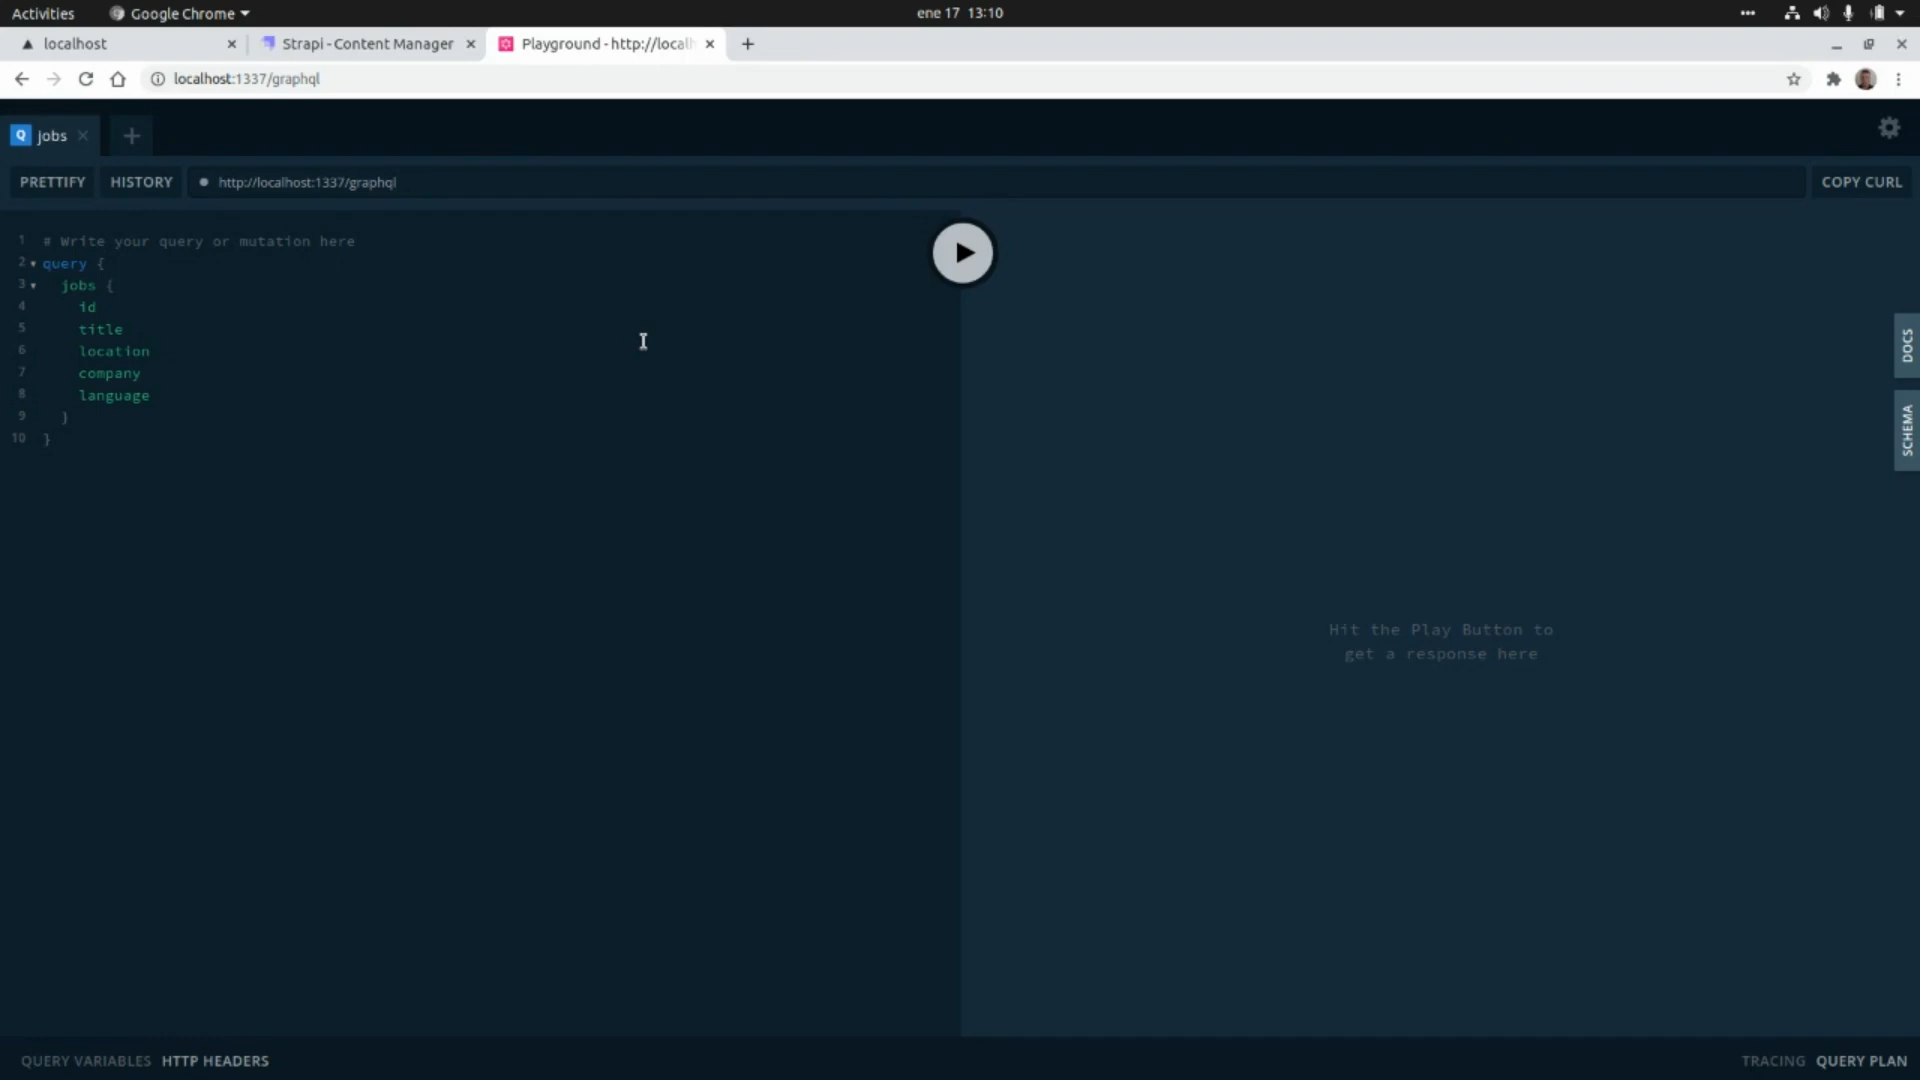 Activities Google Chrome ene 17 13:10
localhost Strapi - Content Manager Playground - http://local
localhost:1337/graphql
Q jobs
PRETTIFY HISTORY http://localhost:1337/graphql COPY CURL
1 # Write your query or mutation here
2 query {
3 jobs {
4 id
5 title
6 location
7 company
8 language
9 }
10 }
DOCS
SCHEMA
Hit the Play Button to
get a response here
QUERY VARIABLES HTTP HEADERS TRACING QUERY PLAN